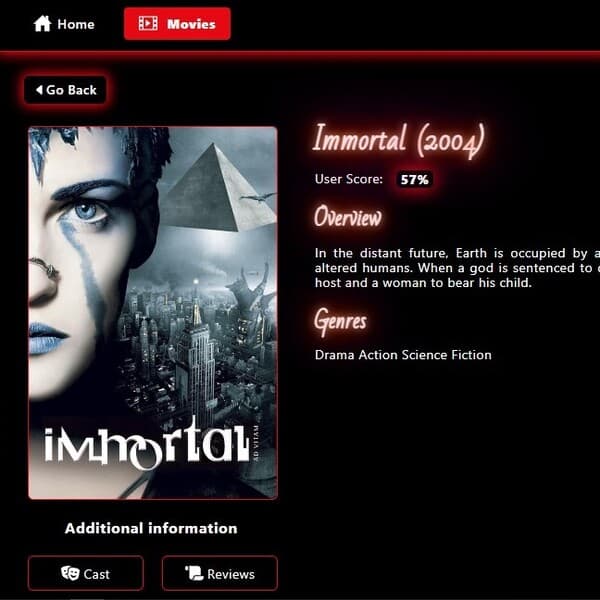 Home
Movies
Go Back
Immortal (2004)
User Score: 57%
Overview
In the distant future, Earth is occupied by a
altered humans. When a god is sentenced to
host and a woman to bear his child.
Genres
Drama Action Science Fiction
immortal
AD VITAM
Additional information
Cast
Reviews